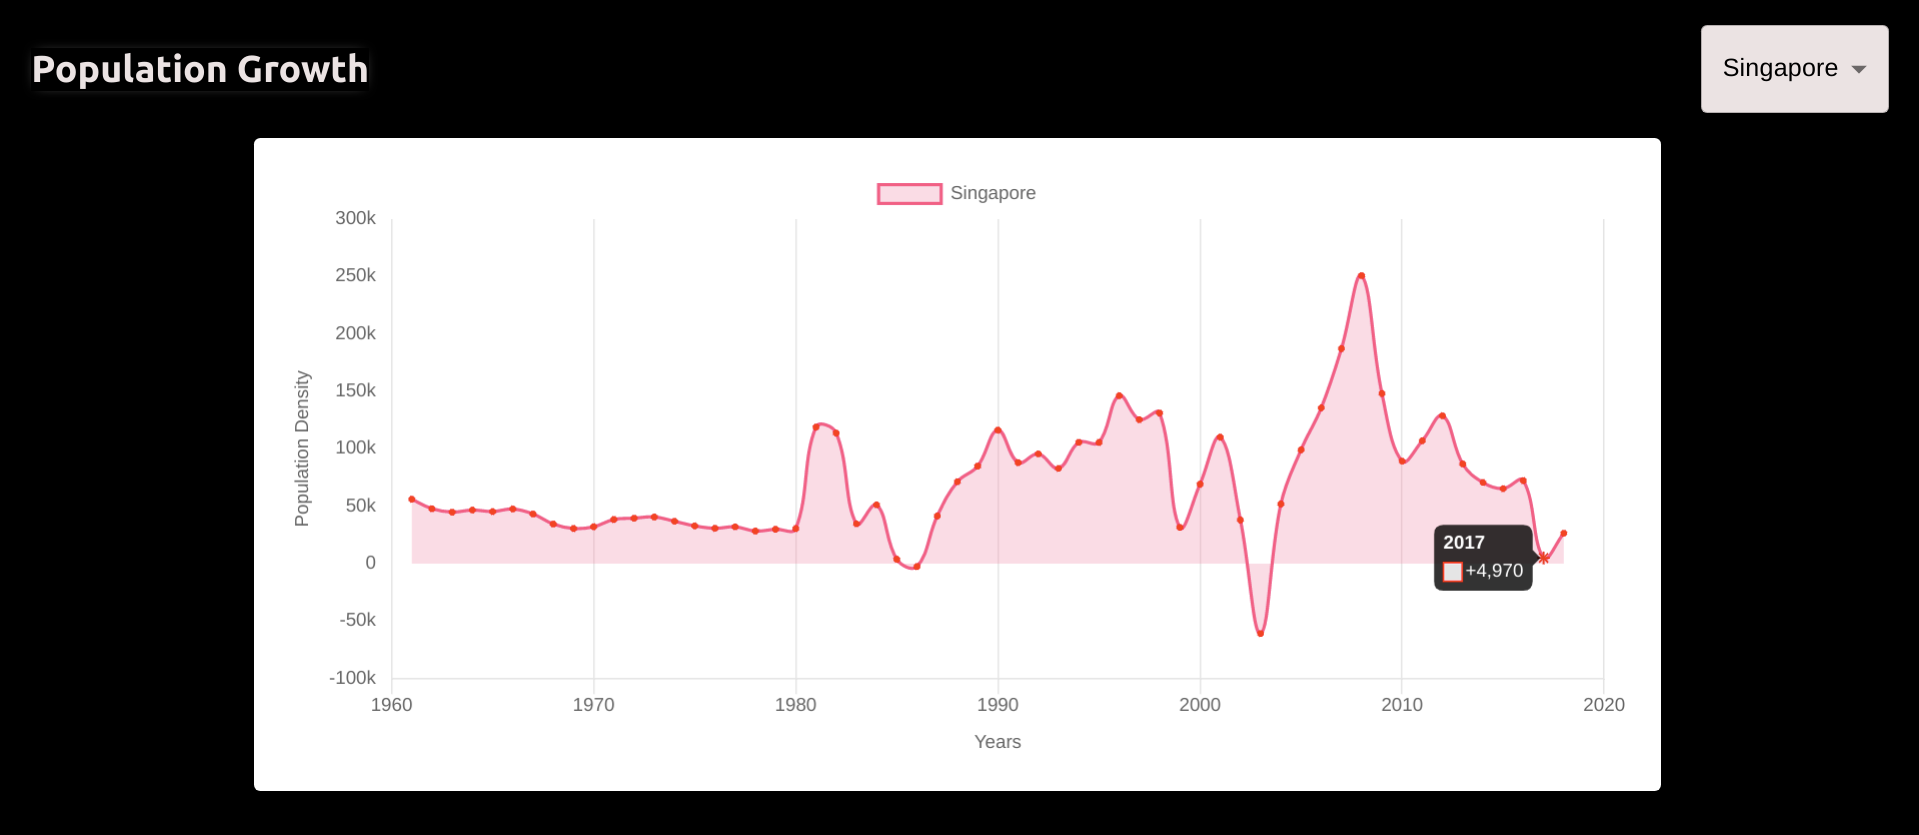 Population Growth
Singapore
Singapore
300k
250k
200k
150k
100k
50k
0
-50k
-100k
Population Density
2017
+4,970
1960 1970 1980 1990 2000 2010 2020
Years